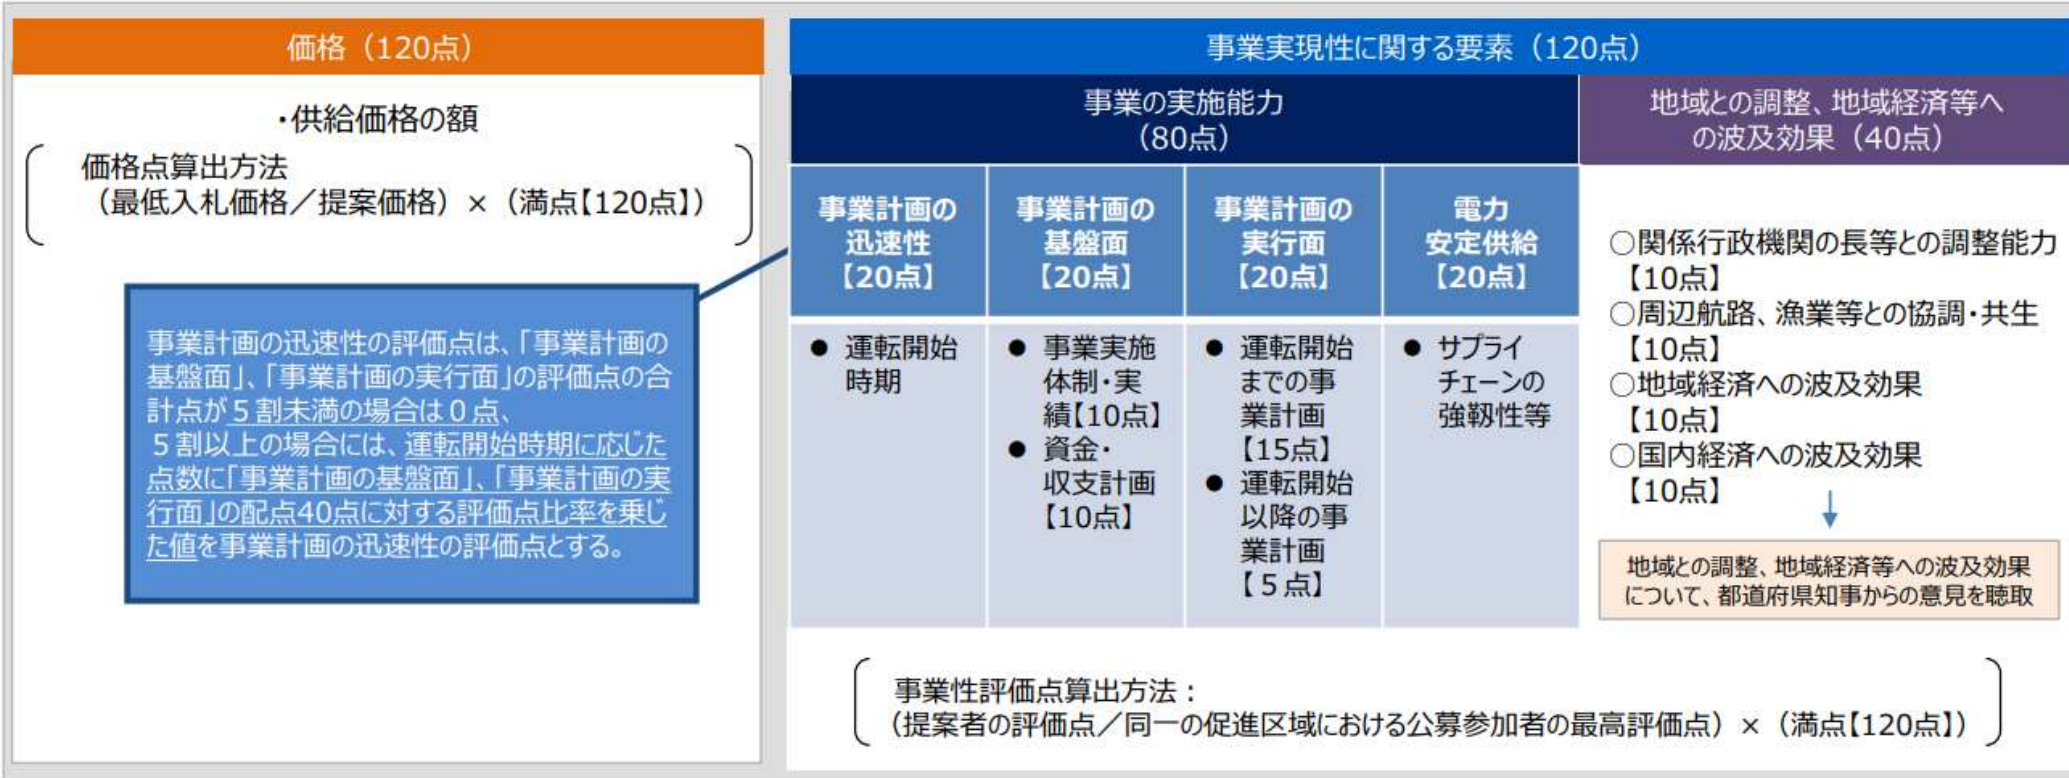 価格（120点）
・供給価格の額
価格点算出方法
（最低入札価格／提案価格）×（満点【120点】）
事業計画の迅速性の評価点は、「事業計画の
基盤面」、「事業計画の実行面」の評価点の合
計点が５割未満の場合は０点、
５割以上の場合には、運転開始時期に応じた
点数に「事業計画の基盤面」、「事業計画の実
行面」の配点40点に対する評価点比率を乗じ
た値を事業計画の迅速性の評価点とする。
事業実現性に関する要素（120点）
事業の実施能力
（80点）
事業計画の
迅速性
【20点】
● 運転開始
時期
事業計画の
基盤面
【20点】
● 事業実施
体制・実
績【10点】
● 資金・
収支計画
【10点】
事業計画の
実行面
【20点】
● 運転開始
までの事
業計画
【15点】
● 運転開始
以降の事
業計画
【５点】
電力
安定供給
【20点】
● サプライ
チェーンの
強靱性等
地域との調整、地域経済等へ
の波及効果（40点）
○関係行政機関の長等との調整能力
【10点】
○周辺航路、漁業等との協調・共生
【10点】
○地域経済への波及効果
【10点】
○国内経済への波及効果
【10点】
地域との調整、地域経済等への波及効果
について、都道府県知事からの意見を聴取
事業性評価点算出方法：
（提案者の評価点／同一の促進区域における公募参加者の最高評価点）×（満点【120点】）